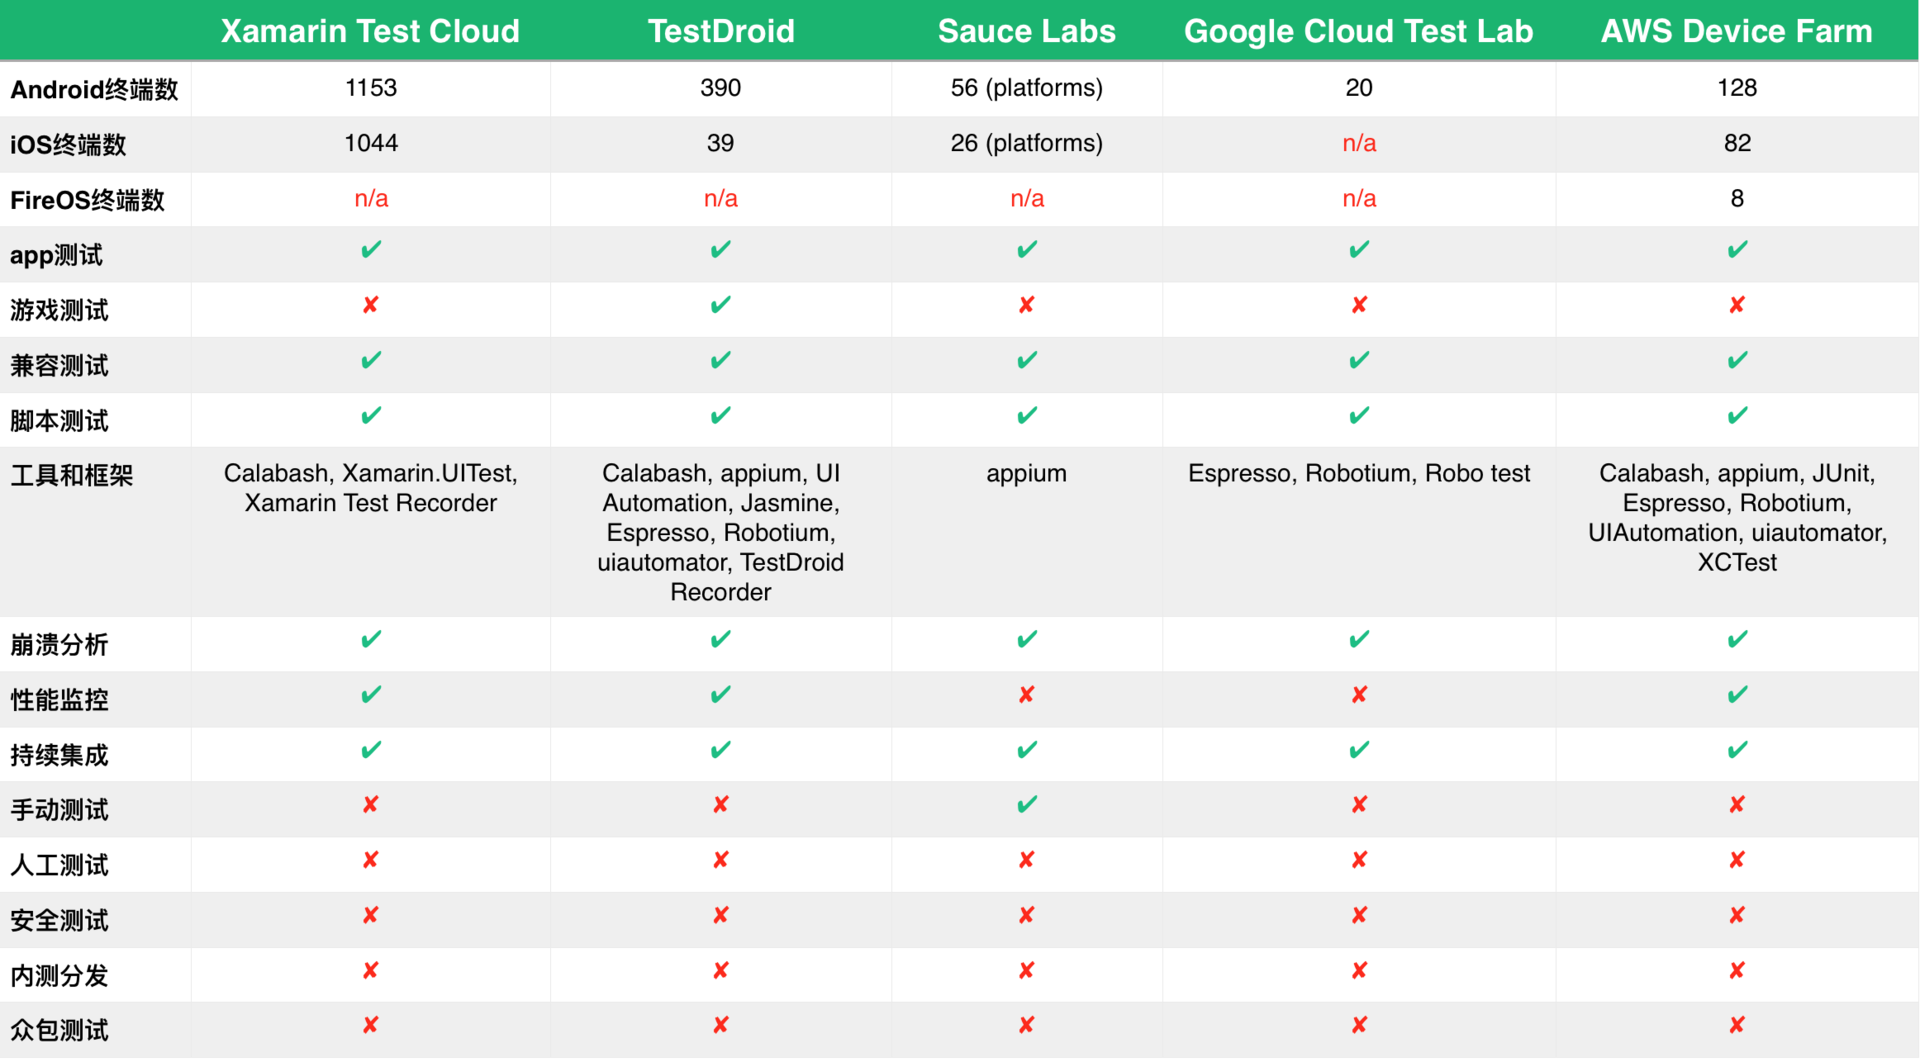 Xamarin Test Cloud TestDroid Sauce Labs Google Cloud Test Lab AWS Device Farm
Android终端数 1153 390 56 (platforms) 20 128
iOS终端数 1044 39 26 (platforms) n/a 82
FireOS终端数 n/a n/a n/a n/a 8
app测试 ✔ ✔ ✔ ✔ ✔
游戏测试 ✘ ✔ ✘ ✘ ✘
兼容测试 ✔ ✔ ✔ ✔ ✔
脚本测试 ✔ ✔ ✔ ✔ ✔
工具和框架 Calabash, Xamarin.UITest, Calabash, appium, UI appium Espresso, Robotium, Robo test Calabash, appium, JUnit,
Xamarin Test Recorder Automation, Jasmine, Espresso, Robotium,
Espresso, Robotium, UIAutomation, uiautomator,
uiautomator, TestDroid XCTest
Recorder
崩溃分析 ✔ ✔ ✔ ✔ ✔
性能监控 ✔ ✔ ✘ ✘ ✔
持续集成 ✔ ✔ ✔ ✔ ✔
手动测试 ✘ ✘ ✔ ✘ ✘
人工测试 ✘ ✘ ✘ ✘ ✘
安全测试 ✘ ✘ ✘ ✘ ✘
内测分发 ✘ ✘ ✘ ✘ ✘
众包测试 ✘ ✘ ✘ ✘ ✘